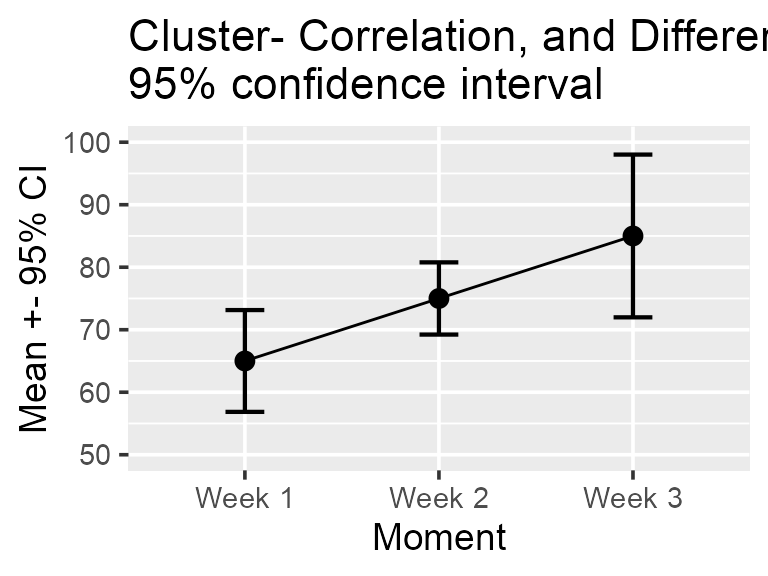 Cluster- Correlation, and Differen
95% confidence interval
Mean +- 95% CI
100
90
80
70
60
50
Week 1 Week 2 Week 3
Moment